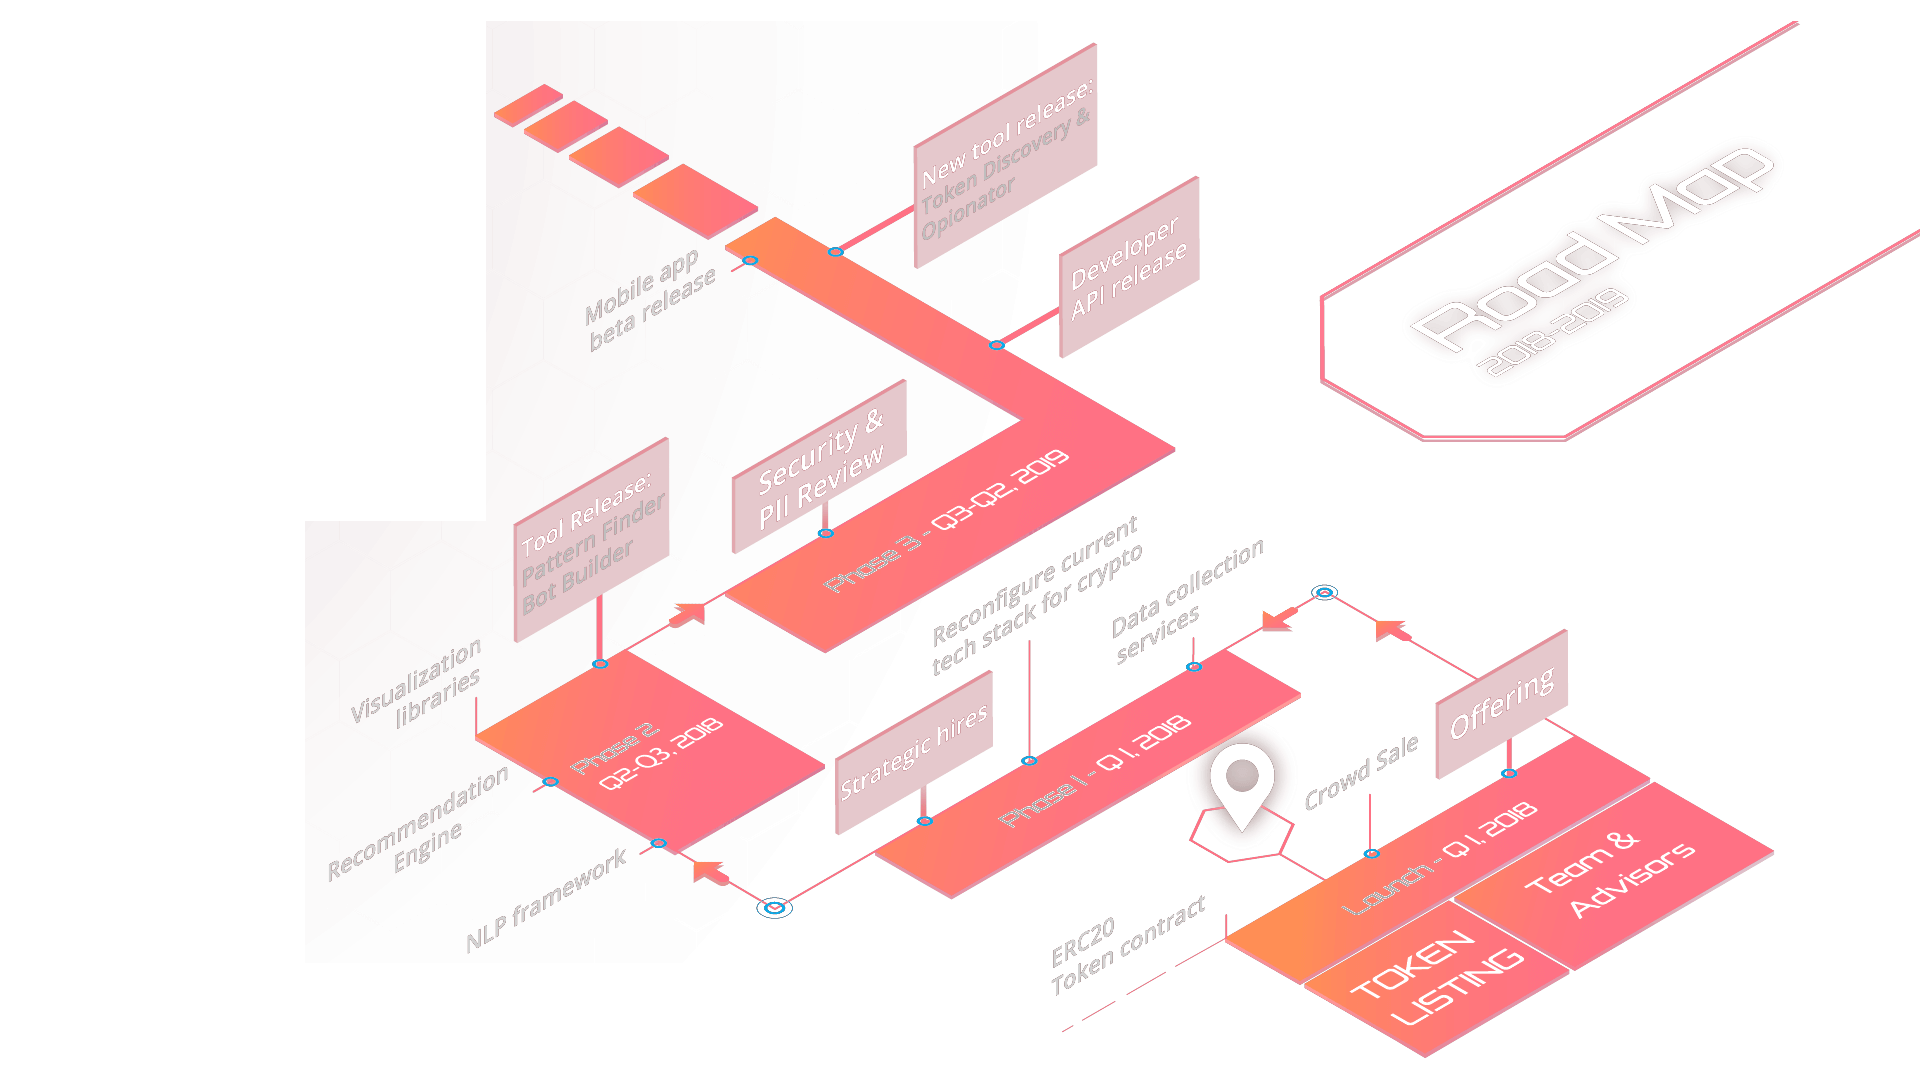 Road Map
2018-2019
New tool release:
Token Discovery &
Opionator
Developer
API release
Mobile app
beta release
Security &
PII Review
Phase 3 - Q3-Q2, 2019
Tool Release:
Pattern Finder
Bot Builder
Visualization
libraries
Phase 2
Q2-Q3, 2018
Recommendation
Engine
NLP framework
Reconfigure current
tech stack for crypto
Data collection
services
Strategic hires
Phase 1 - Q1, 2018
Offering
Crowd Sale
Launch - Q1, 2018
Team &
Advisors
ERC20
Token contract
TOKEN
LISTING